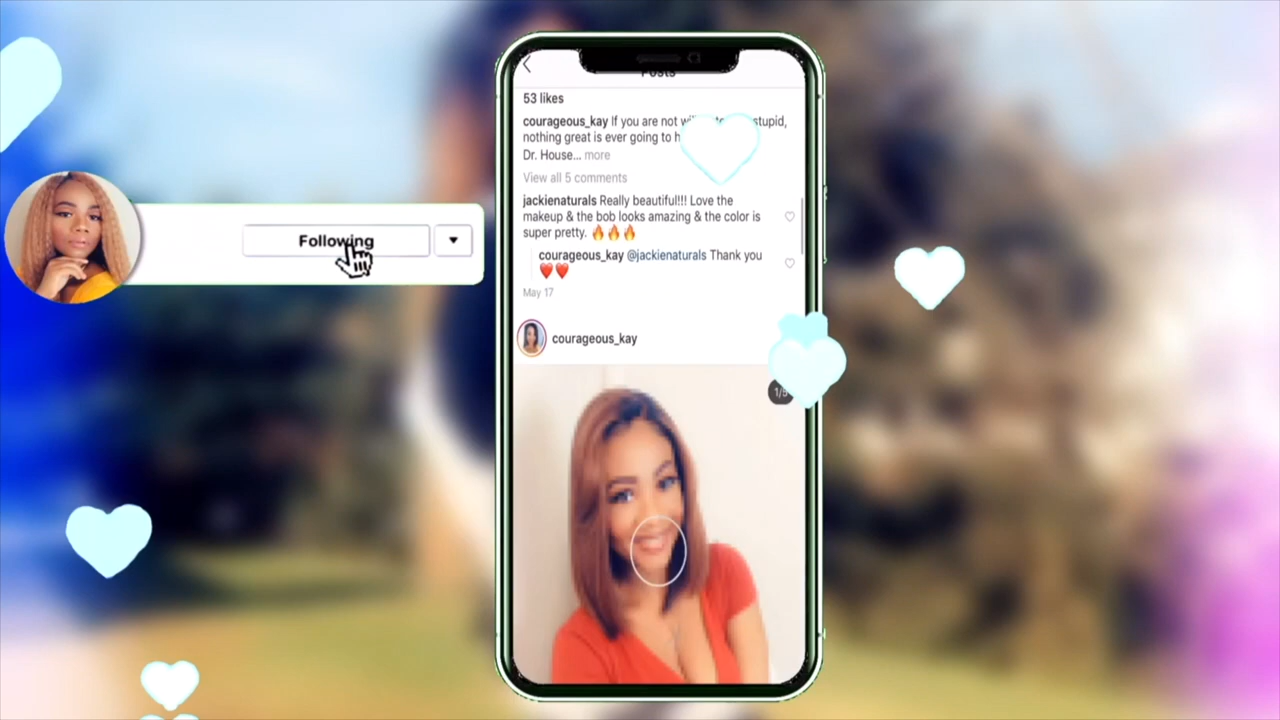 Following
Posts
53 likes
courageous_kay If you are not stupid,
nothing great is ever going to
Dr. House... more
View all 5 comments
jackienaturals Really beautiful!!! Love the
makeup & the bob looks amazing & the color is
super pretty. 🔥🔥🔥
courageous_kay @jackienaturals Thank you
❤️❤️
May 17
courageous_kay
1/5